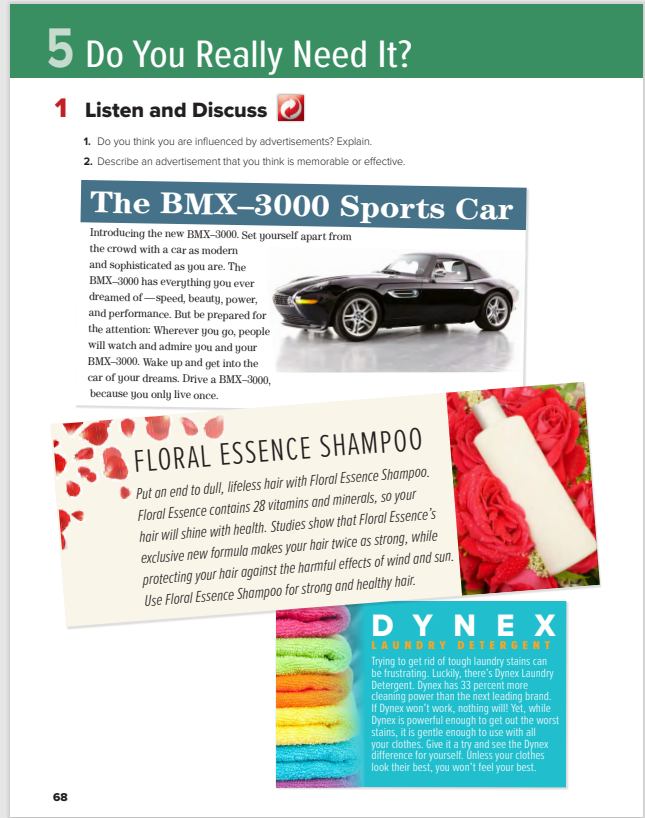 5 Do You Really Need It?
1 Listen and Discuss
1. Do you think you are influenced by advertisements? Explain.
2. Describe an advertisement that you think is memorable or effective.
The BMX–3000 Sports Car
Introducing the new BMX–3000. Set yourself apart from
the crowd with a car as modern
and sophisticated as you are. The
BMX–3000 has everything you ever
dreamed of—speed, beauty, power,
and performance. But be prepared for
the attention: Wherever you go, people
will watch and admire you and your
BMX–3000. Wake up and get into the
car of your dreams. Drive a BMX–3000,
because you only live once.
FLORAL ESSENCE SHAMPOO
Put an end to dull, lifeless hair with Floral Essence Shampoo.
Floral Essence contains 28 vitamins and minerals, so your
hair will shine with health. Studies show that Floral Essence's
exclusive new formula makes your hair twice as strong, while
protecting your hair against the harmful effects of wind and sun.
Use Floral Essence Shampoo for strong and healthy hair.
DYNEX
LAUNDRY DETERGENT
Trying to get rid of tough laundry stains can
be frustrating. Luckily, there's Dynex Laundry
Detergent. Dynex has 33 percent more
cleaning power than the next leading brand.
If Dynex won't work, nothing will! Yet, while
Dynex is powerful enough to get out the worst
stains, it is gentle enough to use with all
your clothes. Give it a try and see the Dynex
difference for yourself. Unless your clothes
look their best, you won't feel your best.
68